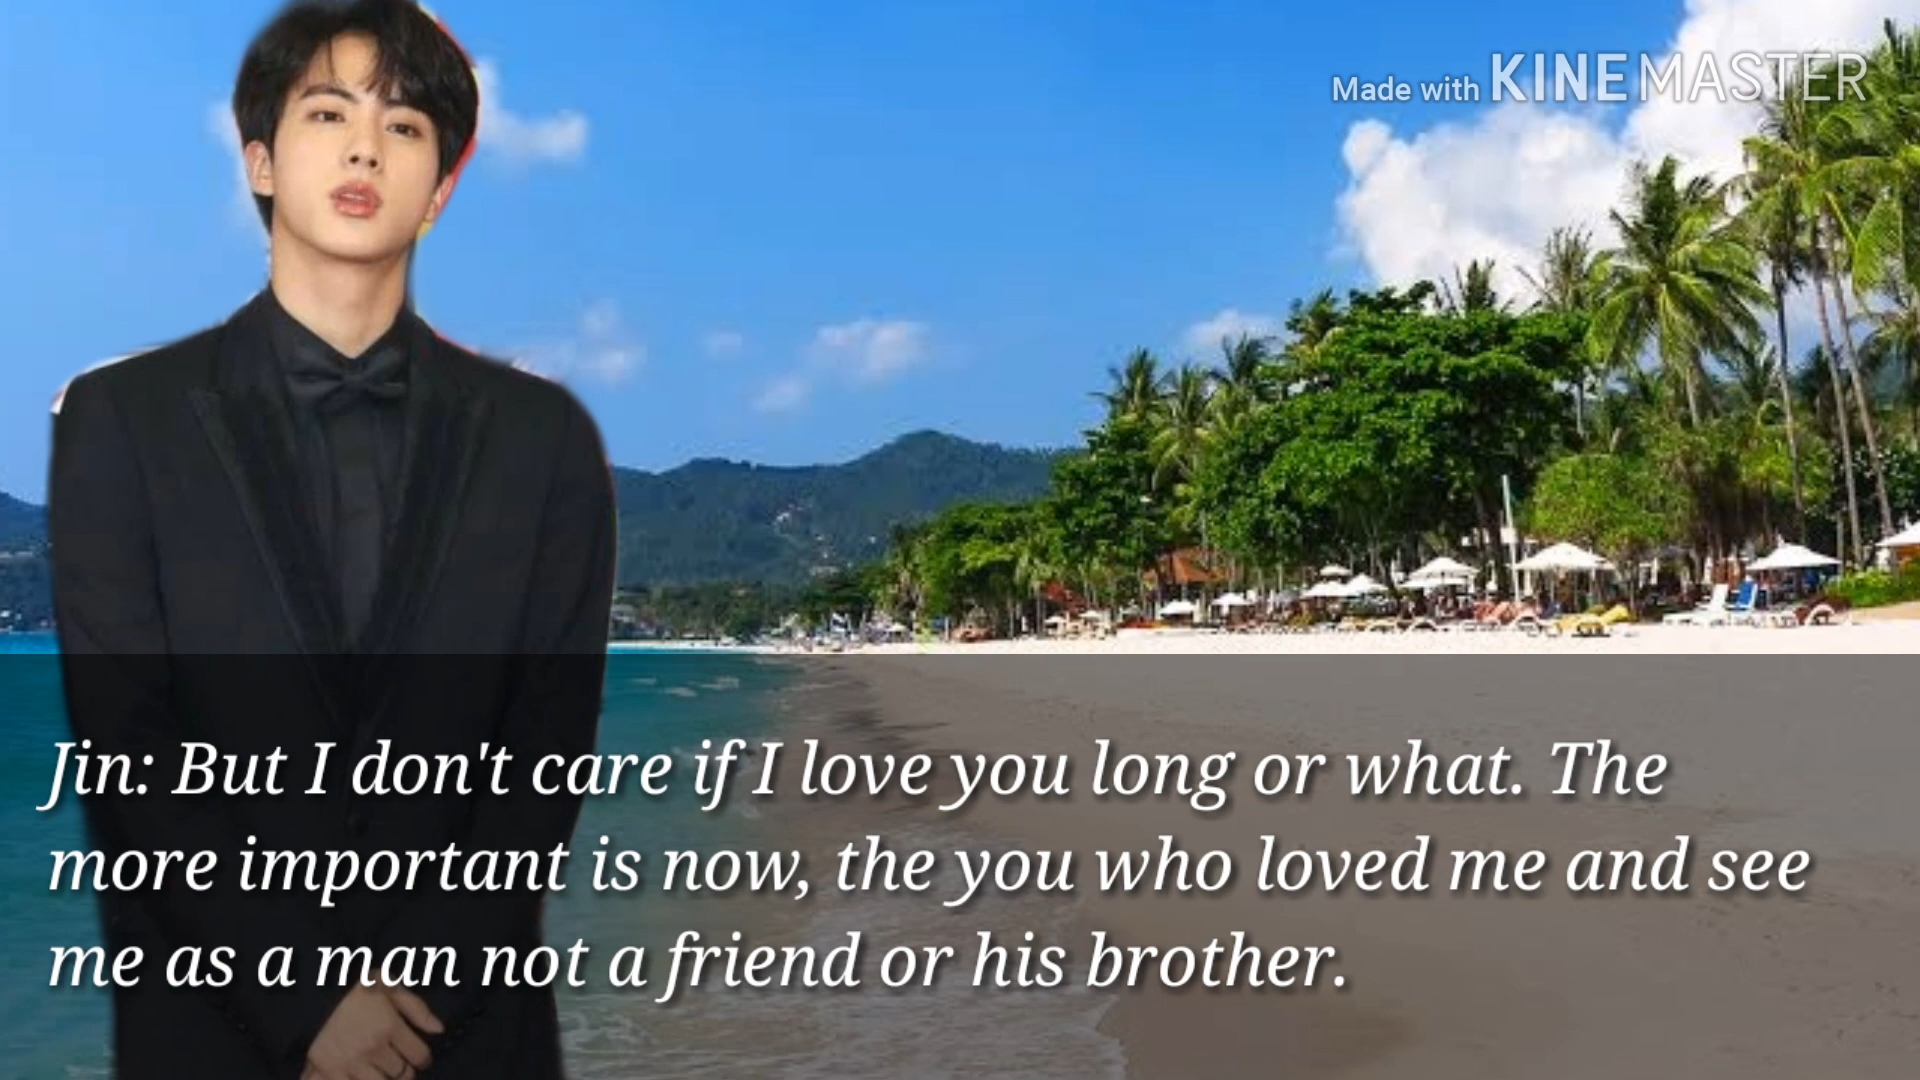 Made with KINEMASTER
Jin: But I don't care if I love you long or what. The
more important is now, the you who loved me and see
me as a man not a friend or his brother.